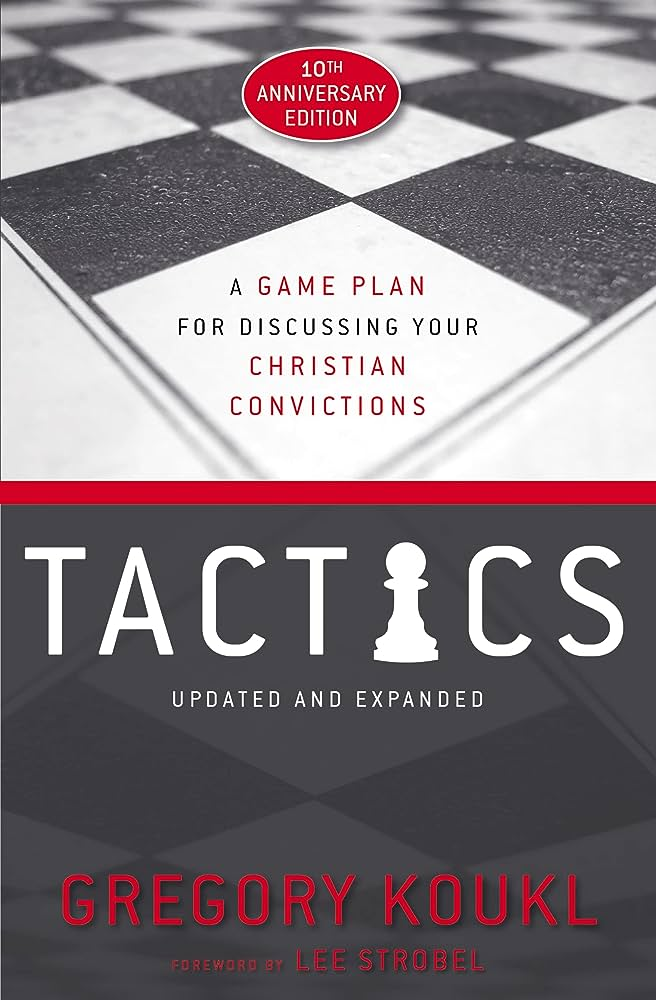 10TH
ANNIVERSARY
EDITION
A GAME PLAN
FOR DISCUSSING YOUR
CHRISTIAN
CONVICTIONS
TACTICS
UPDATED AND EXPANDED
GREGORY KOUKL
FOREWORD BY LEE STROBEL